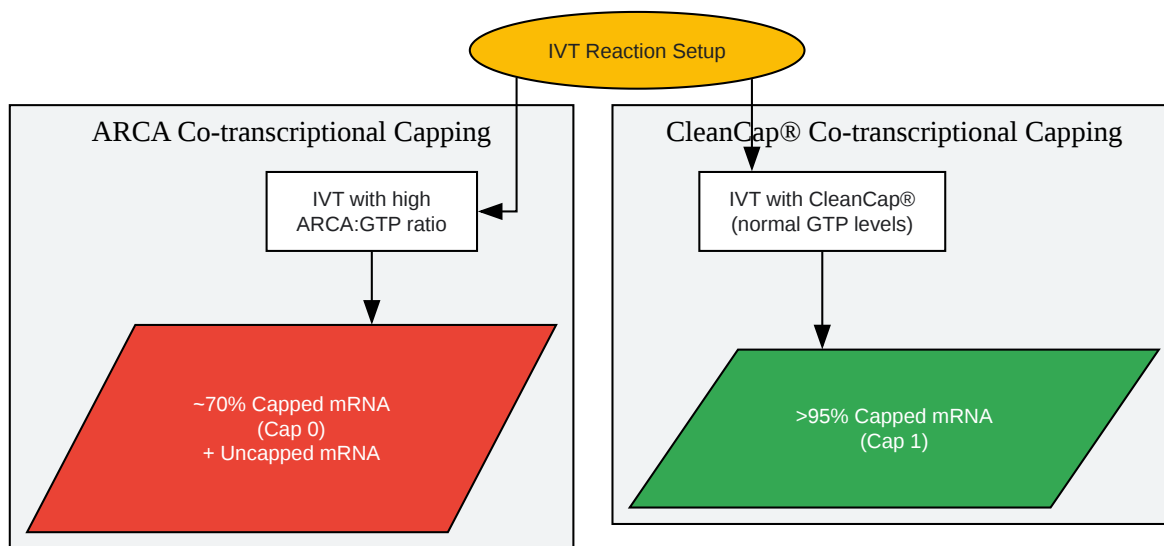 IVT Reaction Setup
ARCA Co-transcriptional Capping
IVT with high
ARCA:GTP ratio
~70% Capped mRNA
(Cap 0)
+ Uncapped mRNA
CleanCap® Co-transcriptional Capping
IVT with CleanCap®
(normal GTP levels)
>95% Capped mRNA
(Cap 1)